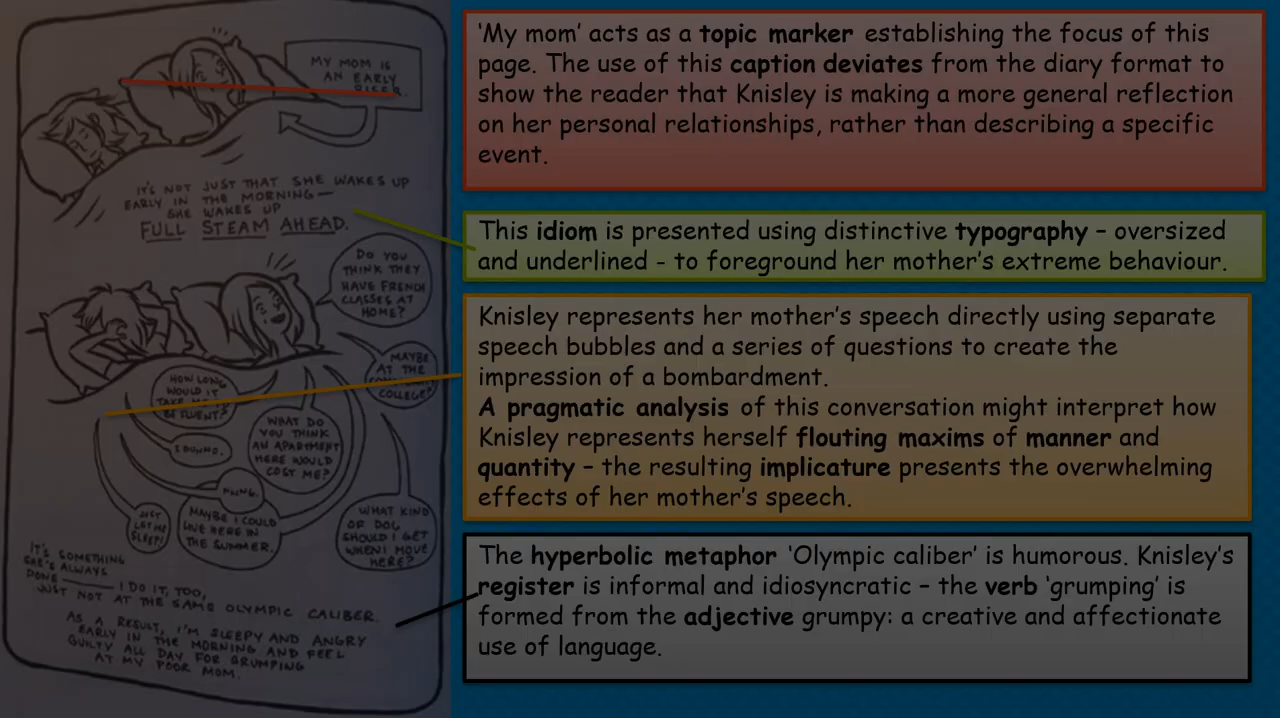 MY MOM IS
AN EARLY
RISER.
IT'S NOT JUST THAT SHE WAKES UP
EARLY IN THE MORNING—
SHE WAKES UP
FULL STEAM AHEAD.
DO YOU
THINK THEY
HAVE FRENCH
CLASSES AT
HOME?
MAYBE
AT THE
COMMUNITY
COLLEGE?
HOW LONG
WOULD IT
TAKE
BE FLUENT?
I DUNNO.
WHAT DO
YOU THINK
AN APARTMENT
HERE WOULD
COST ME?
MNNG.
JUST
LET ME
SLEEP!
MAYBE I COULD
LIVE HERE IN
THE SUMMER.
WHAT KIND
OF DOG
SHOULD I GET
WHEN I MOVE
HERE?
IT'S SOMETHING
SHE'S ALWAYS
DONE — I DO IT, TOO,
JUST NOT AT THE SAME OLYMPIC CALIBER.
AS A RESULT, I'M SLEEPY AND ANGRY
EARLY IN THE MORNING AND FEEL
GUILTY ALL DAY FOR GRUMPING
AT MY POOR MOM.
'My mom' acts as a topic marker establishing the focus of this
page. The use of this caption deviates from the diary format to
show the reader that Knisley is making a more general reflection
on her personal relationships, rather than describing a specific
event.
This idiom is presented using distinctive typography – oversized
and underlined - to foreground her mother's extreme behaviour.
Knisley represents her mother's speech directly using separate
speech bubbles and a series of questions to create the
impression of a bombardment.
A pragmatic analysis of this conversation might interpret how
Knisley represents herself flouting maxims of manner and
quantity – the resulting implicature presents the overwhelming
effects of her mother's speech.
The hyperbolic metaphor 'Olympic caliber' is humorous. Knisley's
register is informal and idiosyncratic – the verb 'grumping' is
formed from the adjective grumpy: a creative and affectionate
use of language.